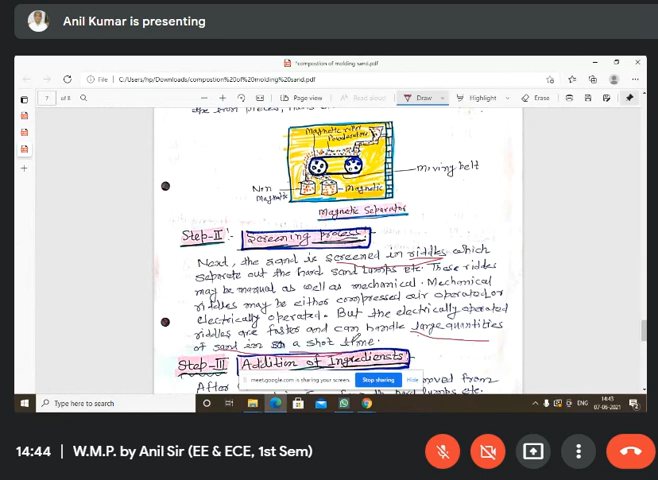 Anil Kumar is presenting
*compostion of molding sand.pdf
File | C:/Users/hp/Downloads/compostion%20of%20molding%20sand.pdf
7 of 8
Page view
Read aloud
Draw
Highlight
Erase
Magnetic
moving belt
Non Magnetic
Magnetic
Magnetic Separator
Step-II :- Screening process:-
Next, the sand is screened in riddles which
separate out the hard sand lumps etc. These riddles
may be manual as well as mechanical. Mechanical
riddles may be either compressed air operated or
electrically operated. But the electrically operated
riddles are faster and can handle large quantities
of sand in a shot time.
Step-III Addition of Ingredients:-
meet.google.com is sharing your screen.
Stop sharing
Hide
After
moved from
Type here to search
ENG
14:43
07-06-2021
14:44 | W.M.P. by Anil Sir (EE & ECE, 1st Sem)